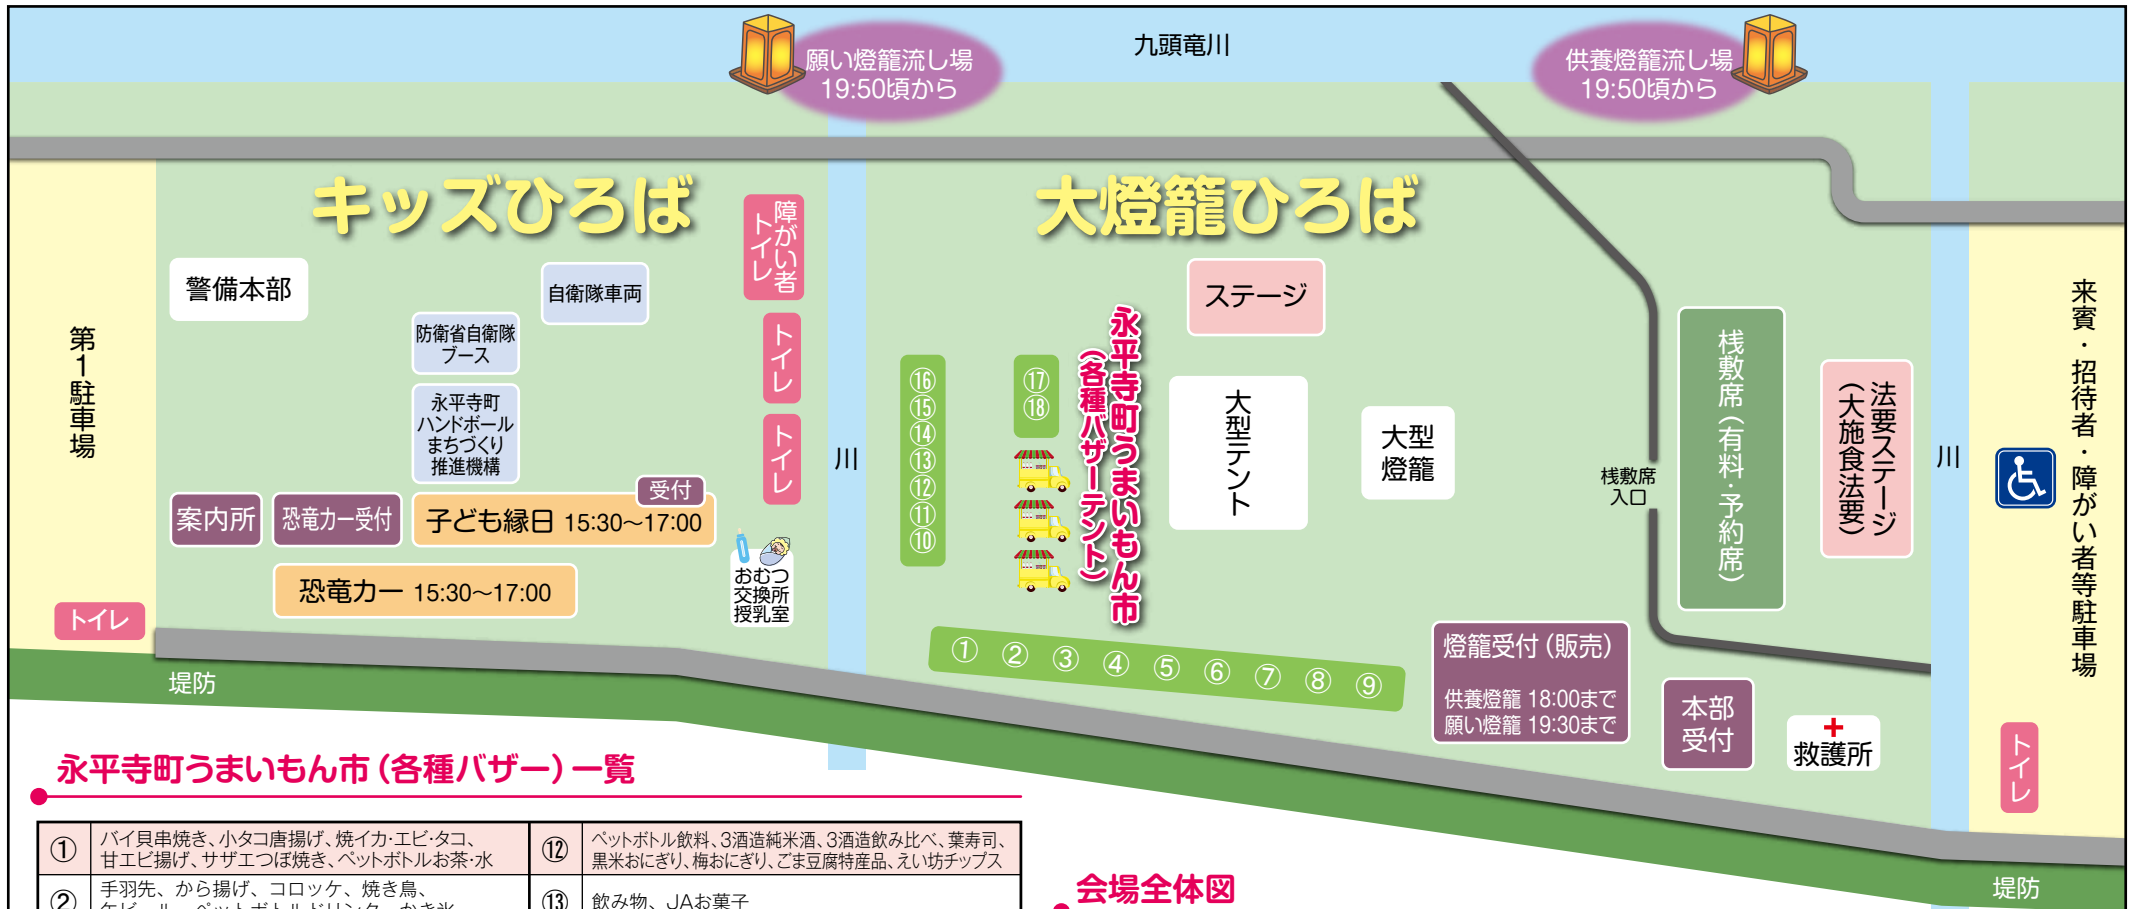 九頭竜川
願い燈籠流し場
19:50頃から
供養燈籠流し場
19:50頃から
キッズひろば
大燈籠ひろば
第1駐車場
警備本部
自衛隊車両
防衛省自衛隊
ブース
永平寺町
ハンドボール
まちづくり
推進機構
案内所
恐竜カー受付
受付
子ども縁日 15:30～17:00
恐竜カー 15:30～17:00
障がい者
トイレ
トイレ
トイレ
おむつ
交換所
授乳室
トイレ
堤防
川
⑯
⑮
⑭
⑬
⑫
⑪
⑩
⑰
⑱
永平寺町うまいもん市
(各種バザーテント)
ステージ
大型テント
大型
燈籠
① ② ③ ④ ⑤ ⑥ ⑦ ⑧ ⑨
桟敷席
入口
桟敷席(有料・予約席)
法要ステージ
(大施食法要)
川
来賓・招待者・障がい者等駐車場
燈籠受付(販売)
供養燈籠 18:00まで
願い燈籠 19:30まで
本部
受付
救護所
トイレ
堤防
永平寺町うまいもん市(各種バザー)一覧
① バイ貝串焼き、小タコ唐揚げ、焼イカ・エビ・タコ、
甘エビ揚げ、サザエつぼ焼き、ペットボトルお茶・水
⑫ ペットボトル飲料、3酒造純米酒、3酒造飲み比べ、葉寿司、
黒米おにぎり、梅おにぎり、ごま豆腐特産品、えい坊チップス
② 手羽先、から揚げ、コロッケ、焼き鳥、
⑬ 飲み物、JAお菓子
会場全体図